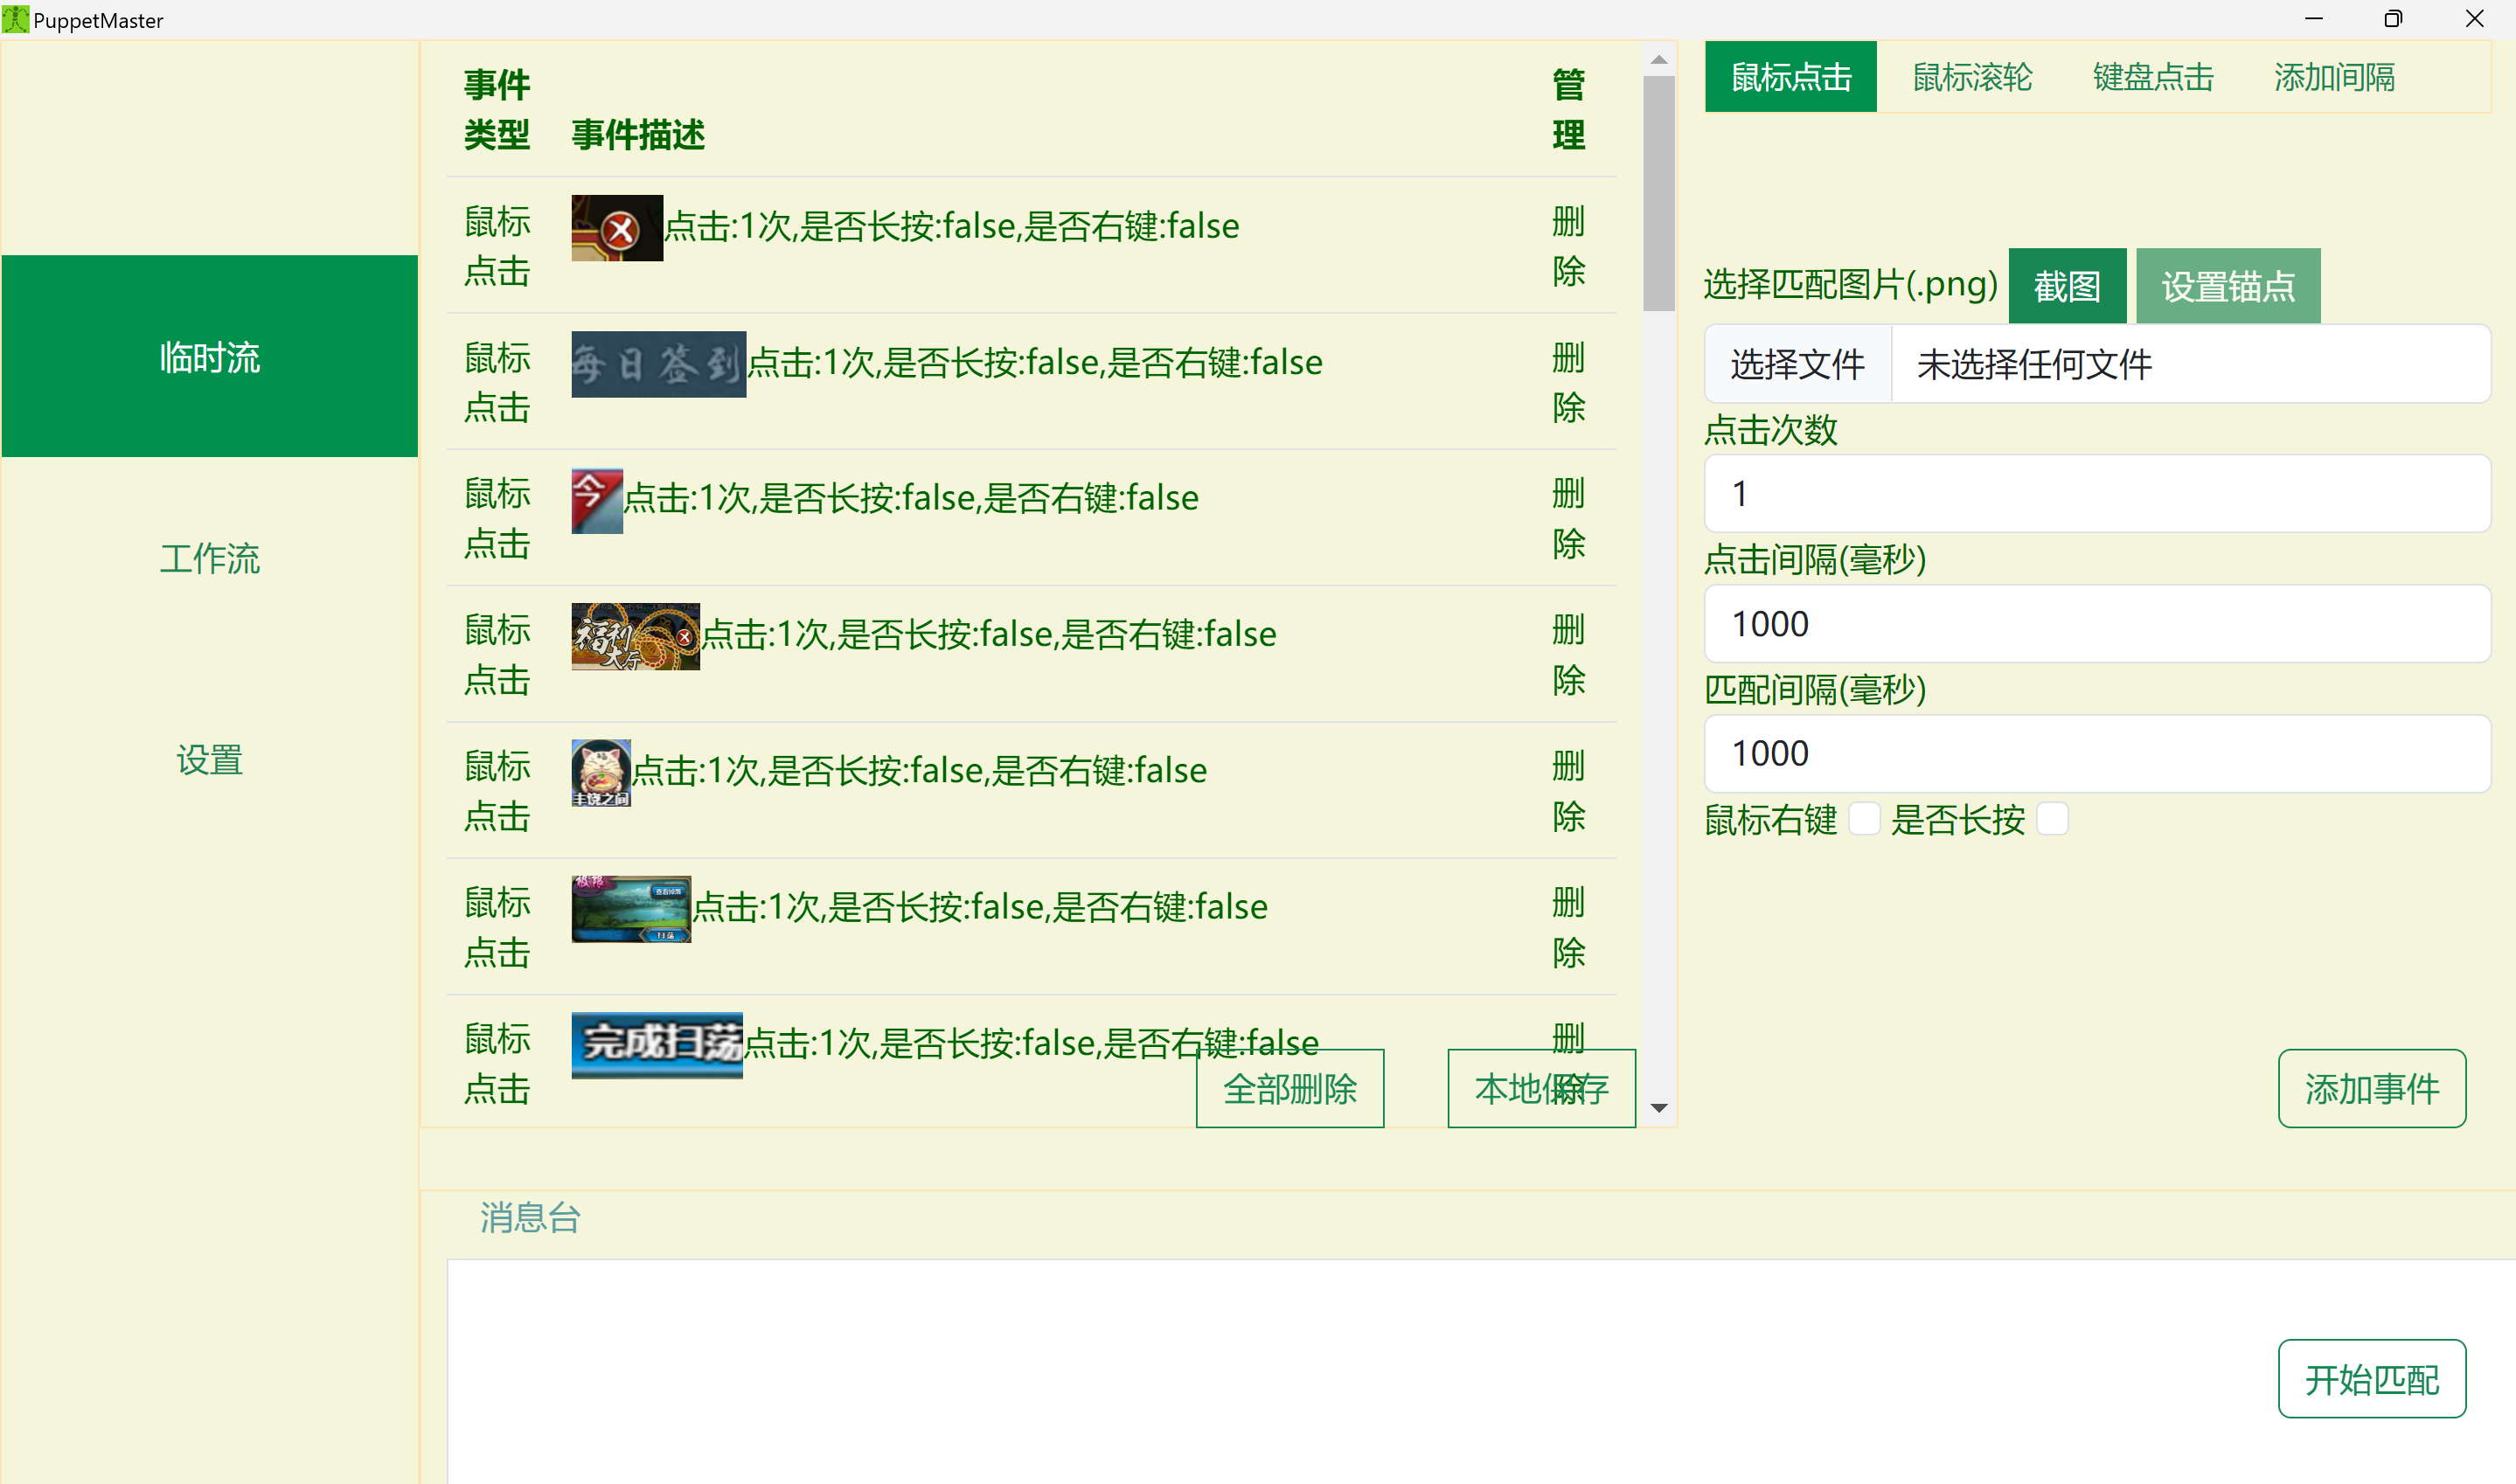 PuppetMaster
临时流
工作流
设置
事件类型
事件描述
管理
鼠标点击
点击:1次,是否长按:false,是否右键:false
删除
鼠标点击
每日签到
点击:1次,是否长按:false,是否右键:false
删除
鼠标点击
今
点击:1次,是否长按:false,是否右键:false
删除
鼠标点击
福利大厅
点击:1次,是否长按:false,是否右键:false
删除
鼠标点击
丰饶之间
点击:1次,是否长按:false,是否右键:false
删除
鼠标点击
扫荡
点击:1次,是否长按:false,是否右键:false
删除
鼠标点击
完成扫荡
点击:1次,是否长按:false,是否右键:false
删除
全部删除
本地保存
鼠标点击
鼠标滚轮
键盘点击
添加间隔
选择匹配图片(.png)
截图
设置锚点
选择文件
未选择任何文件
点击次数
1
点击间隔(毫秒)
1000
匹配间隔(毫秒)
1000
鼠标右键
是否长按
添加事件
消息台
开始匹配